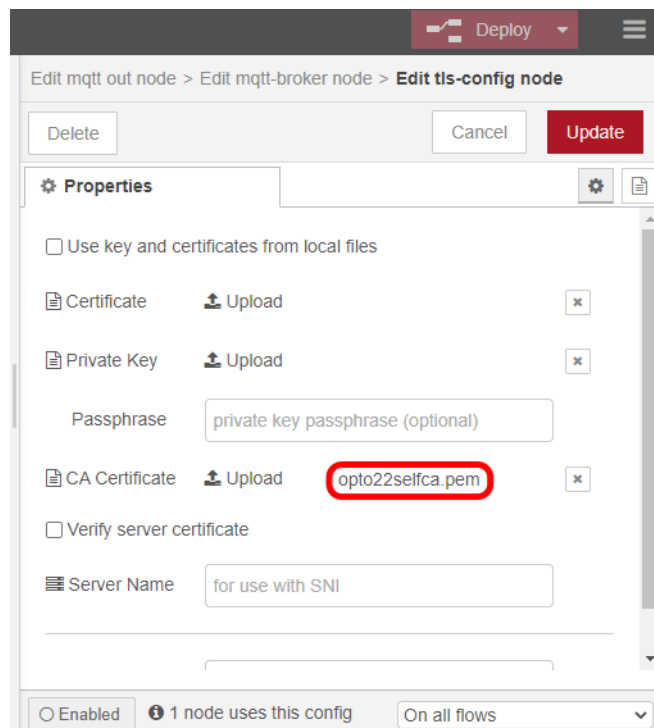 Deploy
Edit mqtt out node > Edit mqtt-broker node > Edit tls-config node
Delete Cancel Update
Properties
Use key and certificates from local files
Certificate Upload
Private Key Upload
Passphrase private key passphrase (optional)
CA Certificate Upload opto22selfca.pem
Verify server certificate
Server Name for use with SNI
Enabled 1 node uses this config On all flows